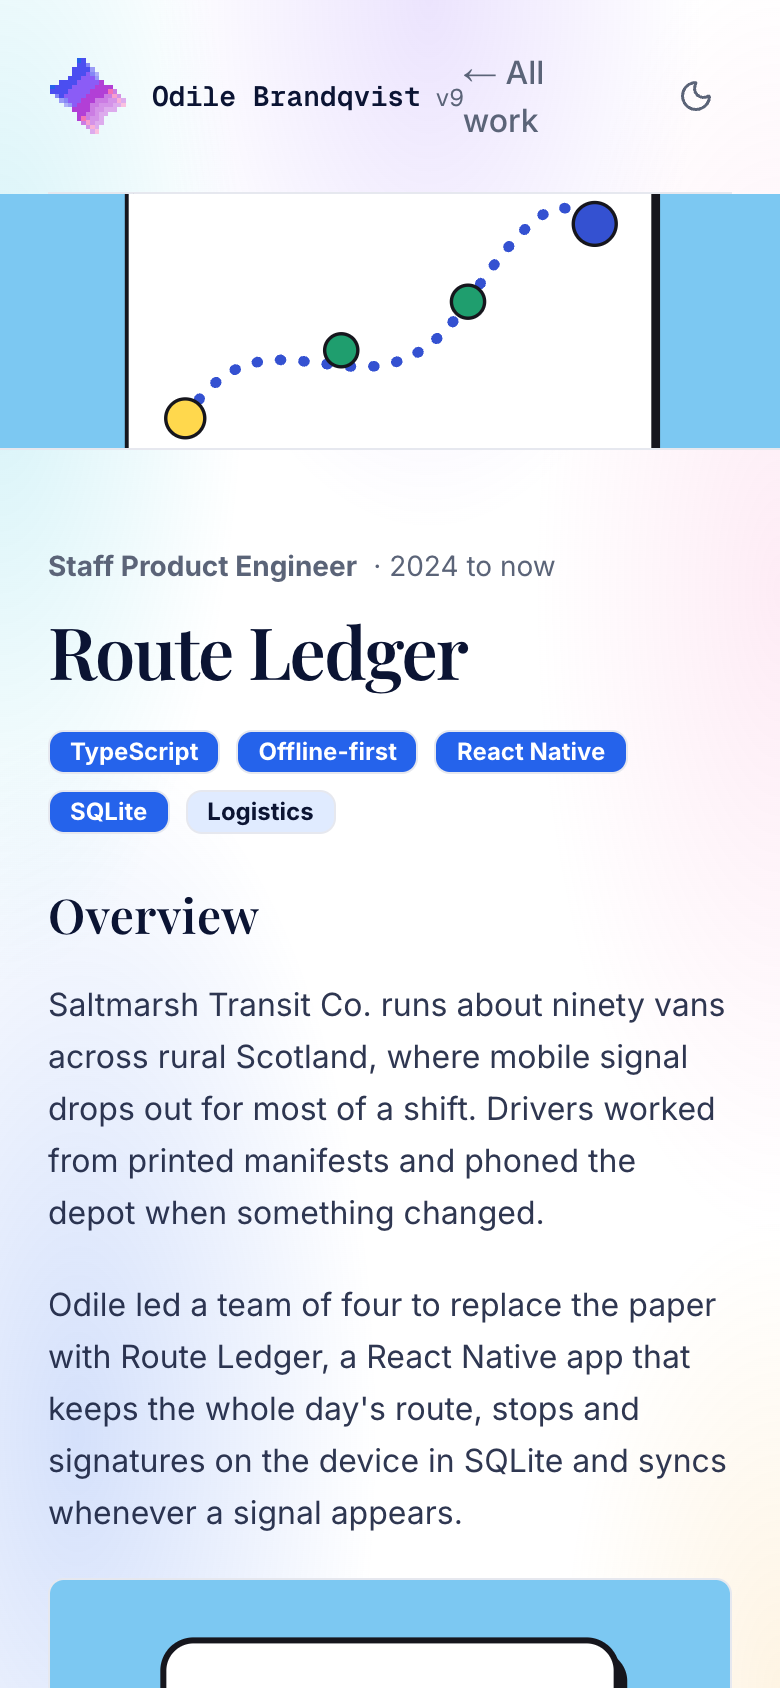 Odile Brandqvist v9
← All
work
Staff Product Engineer · 2024 to now
Route Ledger
TypeScript Offline-first React Native
SQLite Logistics
Overview
Saltmarsh Transit Co. runs about ninety vans
across rural Scotland, where mobile signal
drops out for most of a shift. Drivers worked
from printed manifests and phoned the
depot when something changed.
Odile led a team of four to replace the paper
with Route Ledger, a React Native app that
keeps the whole day's route, stops and
signatures on the device in SQLite and syncs
whenever a signal appears.